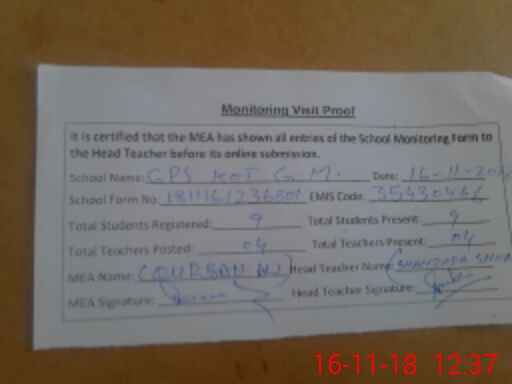 Monitoring Visit Proof
It is certified that the MEA has shown all entries of the School Monitoring Form to
the Head Teacher before its online submission.
School Name: GPS KOT G.M. Date: 16-11-2018
School Form No: EMIS Code: 35430466
Total Students Registered: 9 Total Students Present: 9
Total Teachers Posted: 04 Total Teachers Present: 04
MEA Name: (QURBAN ALI) Head Teacher Name:
MEA Signature: Head Teacher Signature:
16-11-18 12:37